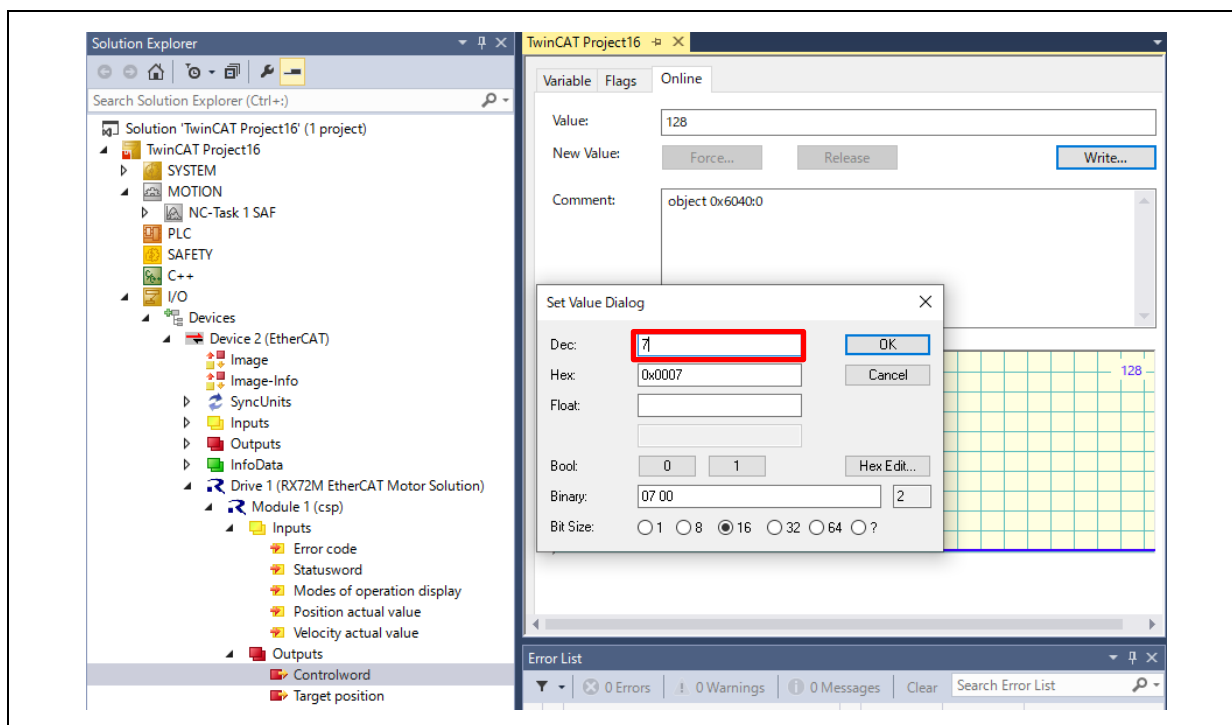 Solution Explorer
Search Solution Explorer (Ctrl+:)
Solution 'TwinCAT Project16' (1 project)
TwinCAT Project16
SYSTEM
MOTION
NC-Task 1 SAF
PLC
SAFETY
C++
I/O
Devices
Device 2 (EtherCAT)
Image
Image-Info
SyncUnits
Inputs
Outputs
InfoData
Drive 1 (RX72M EtherCAT Motor Solution)
Module 1 (csp)
Inputs
Error code
Statusword
Modes of operation display
Position actual value
Velocity actual value
Outputs
Controlword
Target position
TwinCAT Project16
Variable Flags Online
Value: 128
New Value: Force... Release Write...
Comment: object 0x6040:0
Set Value Dialog
Dec: 7 OK
Hex: 0x0007 Cancel
Float:
Bool: 0 1 Hex Edit...
Binary: 07 00 2
Bit Size: 1 8 16 32 64 ?
128
Error List
0 Errors 0 Warnings 0 Messages Clear Search Error List